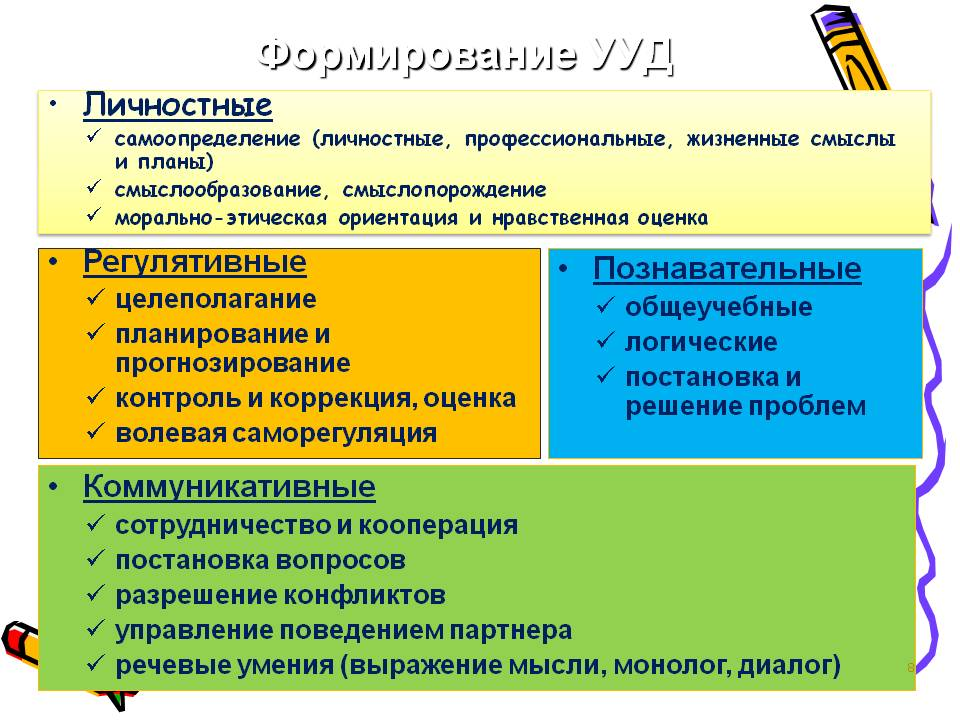 Формирование УУД
• Личностные
✓ самоопределение (личностные, профессиональные, жизненные смыслы
и планы)
✓ смыслообразование, смыслопорождение
✓ морально-этическая ориентация и нравственная оценка
• Регулятивные
✓ целеполагание
✓ планирование и
прогнозирование
✓ контроль и коррекция, оценка
✓ волевая саморегуляция
• Познавательные
✓ общеучебные
✓ логические
✓ постановка и
решение проблем
• Коммуникативные
✓ сотрудничество и кооперация
✓ постановка вопросов
✓ разрешение конфликтов
✓ управление поведением партнера
✓ речевые умения (выражение мысли, монолог, диалог)
8